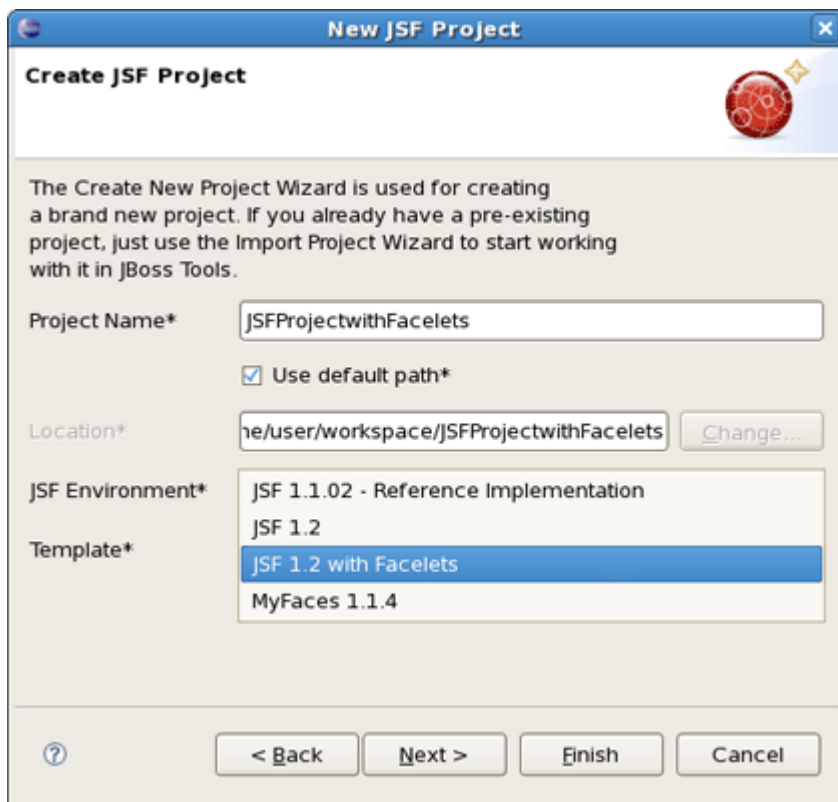 New JSF Project
Create JSF Project
The Create New Project Wizard is used for creating
a brand new project. If you already have a pre-existing
project, just use the Import Project Wizard to start working
with it in JBoss Tools.
Project Name* JSFProjectwithFacelets
Use default path*
Location* ne/user/workspace/JSFProjectwithFacelets Change...
JSF Environment* JSF 1.1.02 - Reference Implementation
JSF 1.2
Template*
JSF 1.2 with Facelets
MyFaces 1.1.4
? < Back Next > Finish Cancel